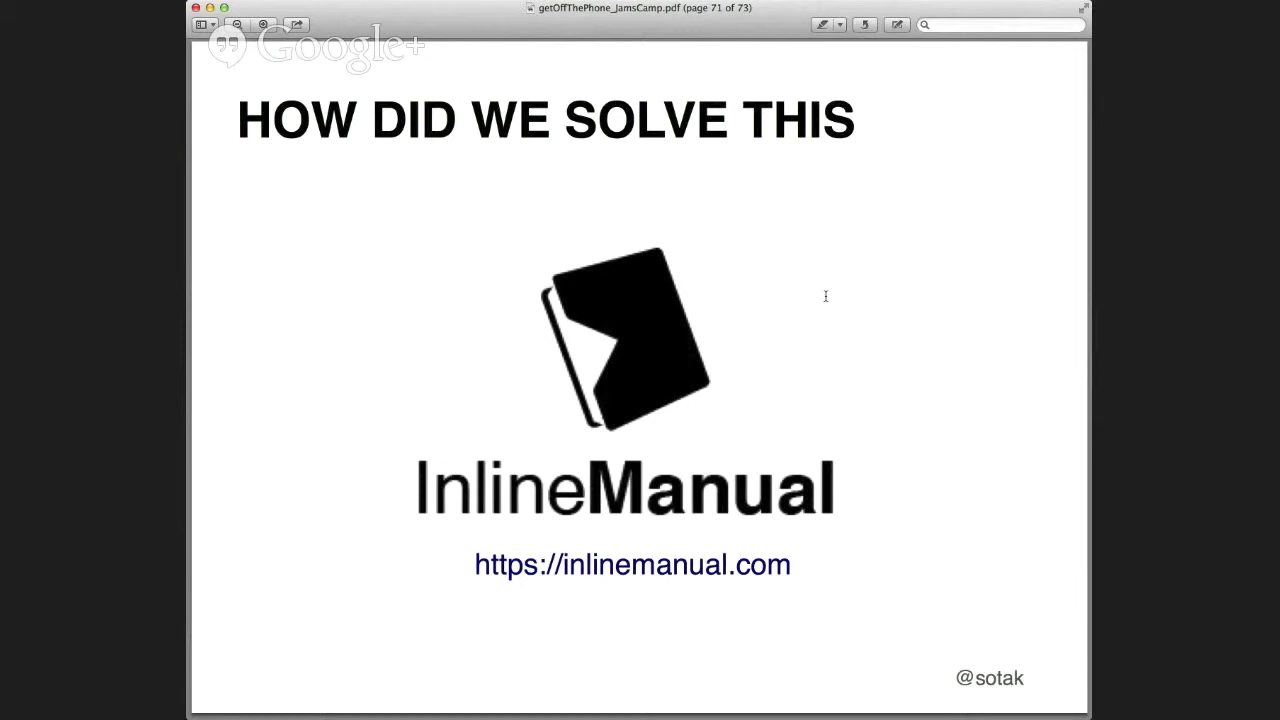 getOffThePhone_JamsCamp.pdf (page 71 of 73)
Google+
HOW DID WE SOLVE THIS
InlineManual
https://inlinemanual.com
@sotak